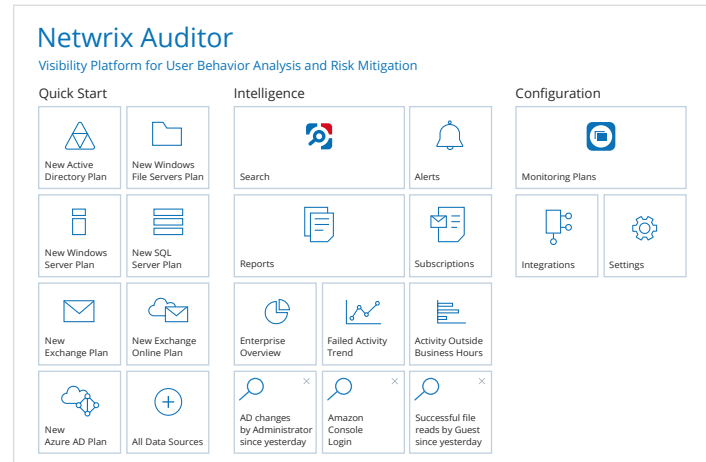 Netwrix Auditor
Visibility Platform for User Behavior Analysis and Risk Mitigation
Quick Start
New Active
Directory Plan
New Windows
File Servers Plan
New Windows
Server Plan
New SQL
Server Plan
New
Exchange Plan
New Exchange
Online Plan
New
Azure AD Plan
All Data Sources
Intelligence
Search
Alerts
Reports
Subscriptions
Enterprise
Overview
Failed Activity
Trend
Activity Outside
Business Hours
AD changes
by Administrator
since yesterday
Amazon
Console
Login
Successful file
reads by Guest
since yesterday
Configuration
Monitoring Plans
Integrations
Settings